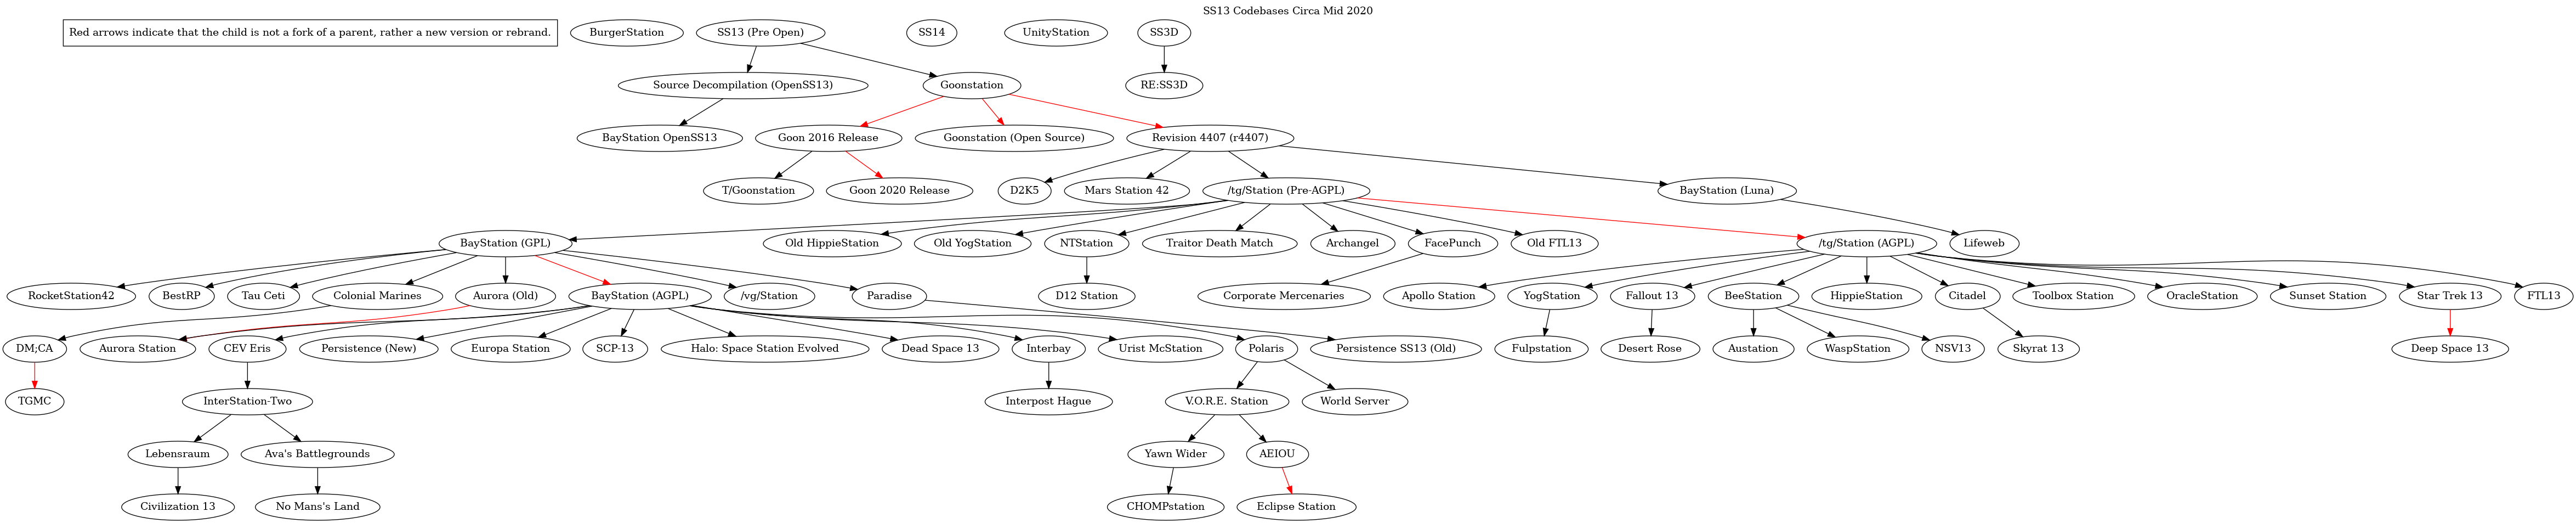 SS13 Codebases Circa Mid 2020
Red arrows indicate that the child is not a fork of a parent, rather a new version or rebrand.
BurgerStation
SS13 (Pre Open)
SS14
UnityStation
SS3D
Source Decompilation (OpenSS13)
Goonstation
RE:SS3D
BayStation OpenSS13
Goon 2016 Release
Goonstation (Open Source)
Revision 4407 (r4407)
T/Goonstation
Goon 2020 Release
D2K5
Mars Station 42
/tg/Station (Pre-AGPL)
BayStation (Luna)
BayStation (GPL)
Old HippieStation
Old YogStation
NTStation
Traitor Death Match
Archangel
FacePunch
Old FTL13
/tg/Station (AGPL)
Lifeweb
RocketStation42
BestRP
Tau Ceti
Colonial Marines
Aurora (Old)
BayStation (AGPL)
/vg/Station
Paradise
D12 Station
Corporate Mercenaries
Apollo Station
YogStation
Fallout 13
BeeStation
HippieStation
Citadel
Toolbox Station
OracleStation
Sunset Station
Star Trek 13
FTL13
DM;CA
Aurora Station
CEV Eris
Persistence (New)
Europa Station
SCP-13
Halo: Space Station Evolved
Dead Space 13
Interbay
Urist McStation
Polaris
Persistence SS13 (Old)
Fulpstation
Desert Rose
Austation
WaspStation
NSV13
Skyrat 13
Deep Space 13
TGMC
InterStation-Two
Interpost Hague
V.O.R.E. Station
World Server
Lebensraum
Ava's Battlegrounds
Yawn Wider
AEIOU
Civilization 13
No Mans's Land
CHOMPstation
Eclipse Station